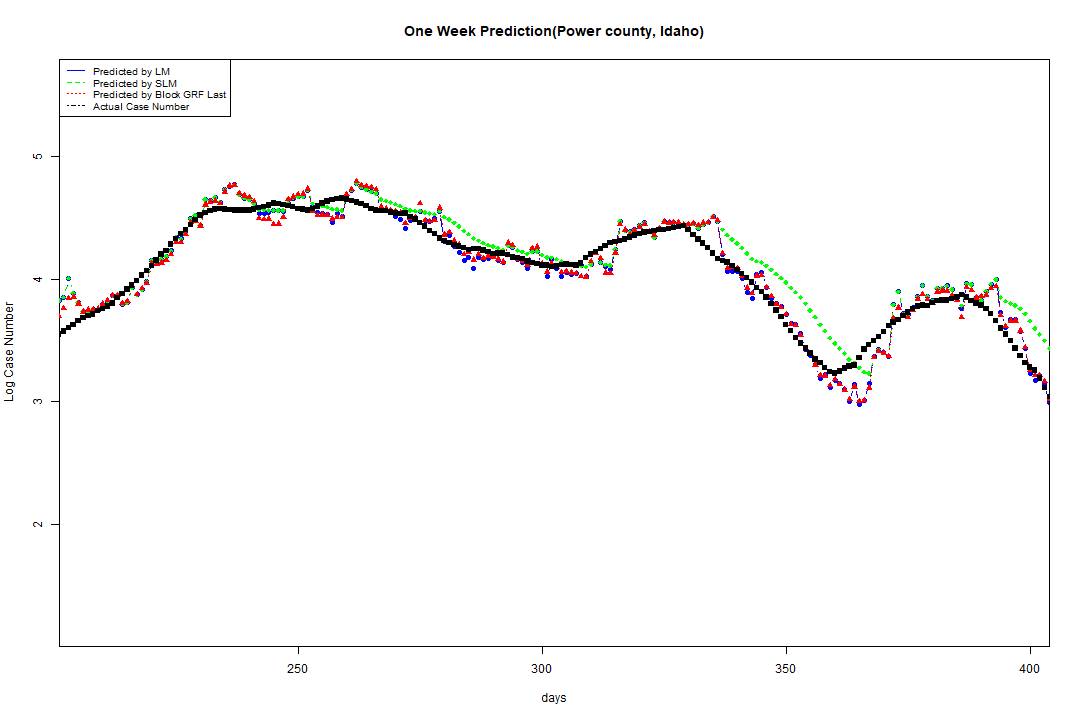 One Week Prediction(Power county, Idaho)
Predicted by LM
Predicted by SLM
Predicted by Block GRF Last
Actual Case Number
5
4
3
2
Log Case Number
250 300 350 400
days